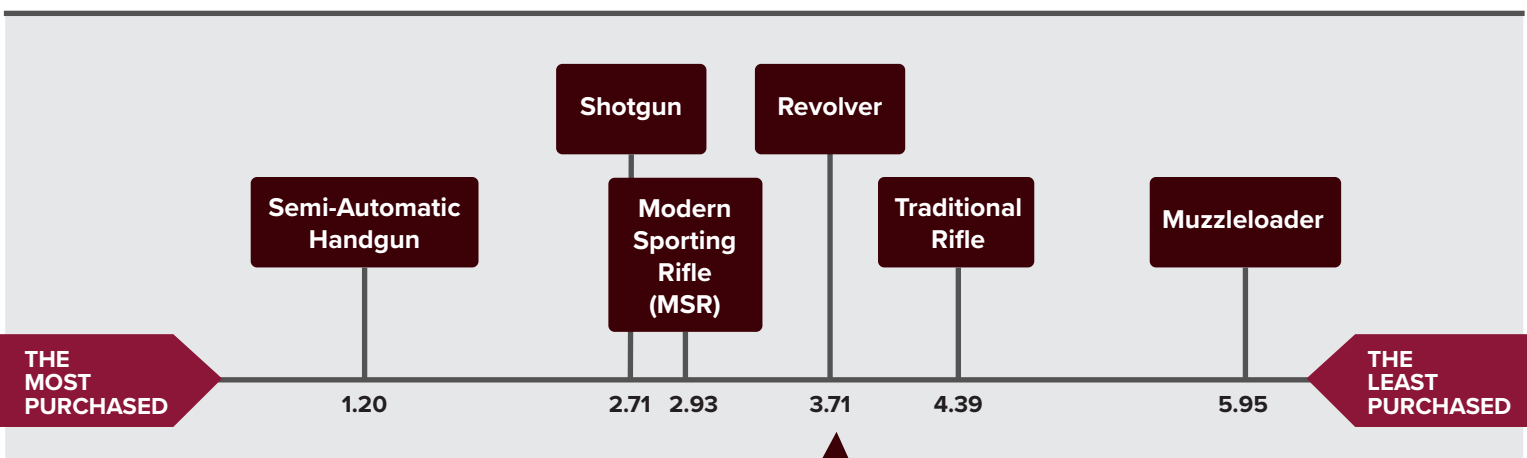 Shotgun
Revolver
Semi-Automatic
Handgun
Modern
Sporting
Rifle
(MSR)
Traditional
Rifle
Muzzleloader
THE
MOST
PURCHASED
THE
LEAST
PURCHASED
1.20
2.71
2.93
3.71
4.39
5.95